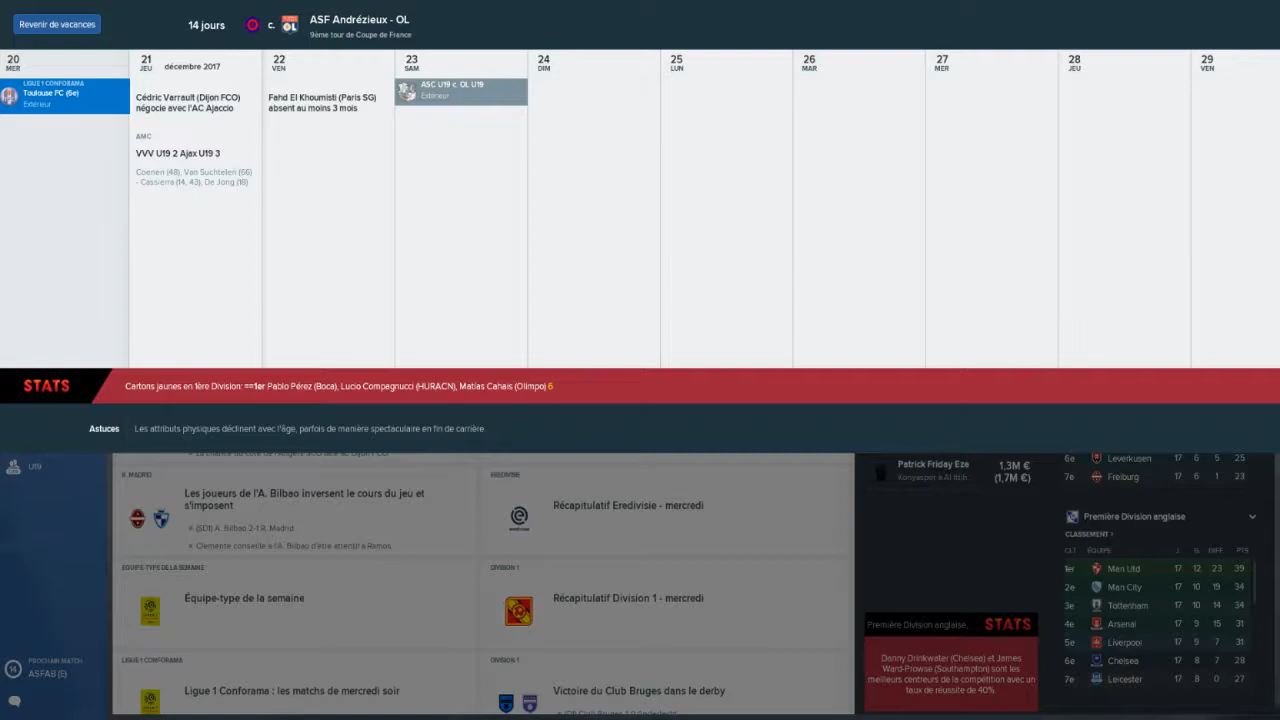 Revenir de vacances
14 jours
c.
ASF Andrézieux - OL
9ème tour de Coupe de France
20
MER
21
JEU
décembre 2017
22
VEN
23
SAM
24
DIM
25
LUN
26
MAR
27
MER
28
JEU
29
VEN
LIGUE 1 CONFORAMA
Toulouse FC (6e)
Extérieur
Cédric Varrault (Dijon FCO)
négocie avec l'AC Ajaccio
AMC
VVV U19 2 Ajax U19 3
Coenen (48), Van Suchtelen (66)
- Cassierra (14, 43), De Jong (18)
Fahd El Khoumisti (Paris SG)
absent au moins 3 mois
ASC U19 c. OL U19
Extérieur
STATS
Cartons jaunes en 1ère Division: ==1er Pablo Pérez (Boca), Lucio Compagnucci (HURACN), Matías Cahais (Olimpo) 6
Astuces
Les attributs physiques déclinent avec l'âge, parfois de manière spectaculaire en fin de carrière.
U19
PROCHAIN MATCH
14
ASFAB (E)
R. MADRID
Les joueurs de l'A. Bilbao inversent le cours du jeu et
s'imposent
(SD1) A. Bilbao 2-1 R. Madrid
Clemente conseille à l'A. Bilbao d'être attentif à Ramos
EREDIVISIE
Récapitulatif Eredivisie - mercredi
ÉQUIPE-TYPE DE LA SEMAINE
Équipe-type de la semaine
DIVISION 1
Récapitulatif Division 1 - mercredi
LIGUE 1 CONFORAMA
Ligue 1 Conforama : les matchs de mercredi soir
DIVISION 1
Victoire du Club Bruges dans le derby
Patrick Friday Eze
Konyaspor à Al Ittih...
1,3M €
(1,7M €)
Première Division anglaise,
STATS
Danny Drinkwater (Chelsea) et James
Ward-Prowse (Southampton) sont les
meilleurs centreurs de la compétition avec un
taux de réussite de 40%.
6e Leverkusen 17 6 5 25
7e Freiburg 17 6 1 23
Première Division anglaise
CLASSEMENT >
CLT ÉQUIPE J. G. DIFF PTS
1er Man Utd 17 12 23 39
2e Man City 17 10 19 34
3e Tottenham 17 10 14 34
4e Arsenal 17 9 15 31
5e Liverpool 17 9 7 31
6e Chelsea 17 8 7 28
7e Leicester 17 8 0 27